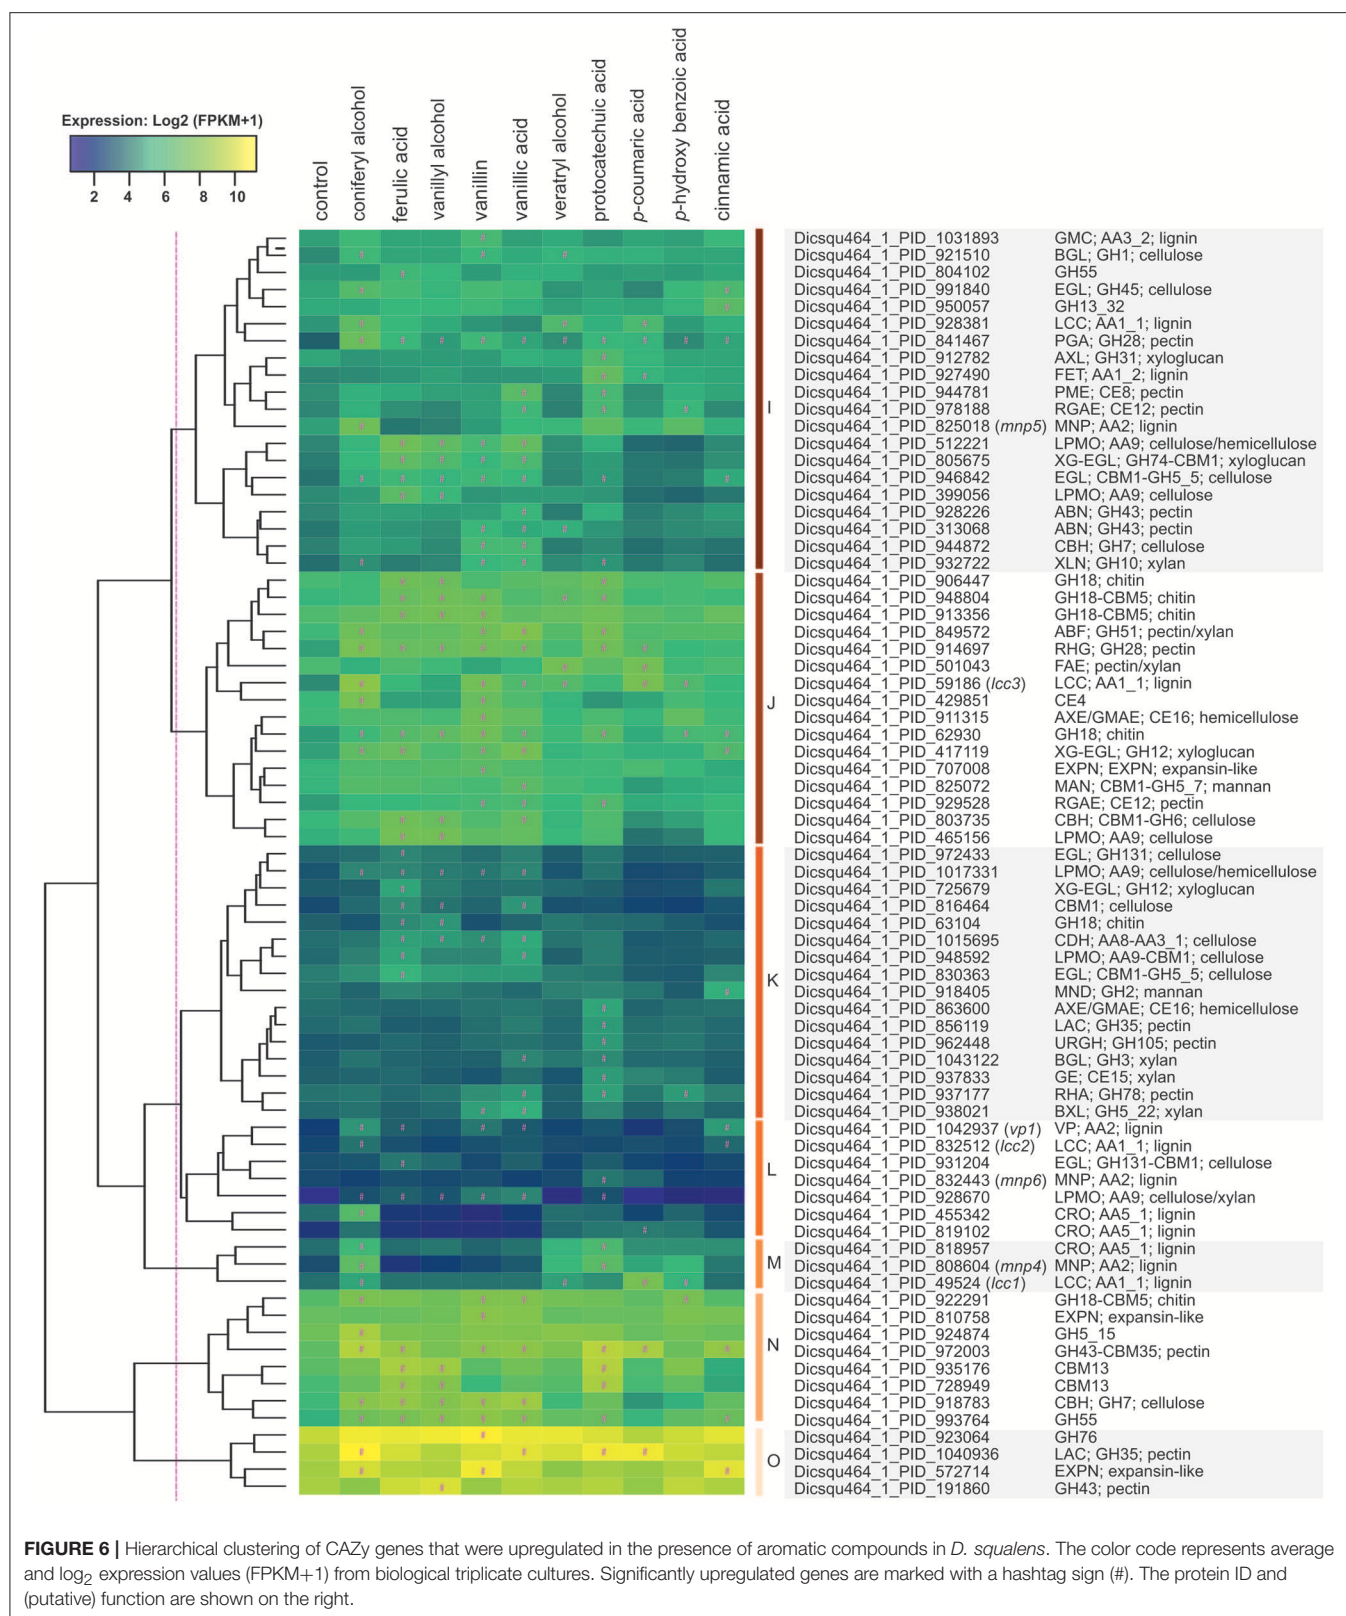 Expression: Log2 (FPKM+1)
2 4 6 8 10
control
coniferyl alcohol
ferulic acid
vanillyl alcohol
vanillin
vanillic acid
veratryl alcohol
protocatechuic acid
p-coumaric acid
p-hydroxy benzoic acid
cinnamic acid
Dicsqu464_1_PID_1031893 GMC; AA3_2; lignin
Dicsqu464_1_PID_921510 BGL; GH1; cellulose
Dicsqu464_1_PID_804102 GH55
Dicsqu464_1_PID_991840 EGL; GH45; cellulose
Dicsqu464_1_PID_950057 GH13_32
Dicsqu464_1_PID_928381 LCC; AA1_1; lignin
Dicsqu464_1_PID_841467 PGA; GH28; pectin
Dicsqu464_1_PID_912782 AXL; GH31; xyloglucan
Dicsqu464_1_PID_927490 FET; AA1_2; lignin
Dicsqu464_1_PID_944781 PME; CE8; pectin
I
Dicsqu464_1_PID_978188 RGAE; CE12; pectin
Dicsqu464_1_PID_825018 (mnp5) MNP; AA2; lignin
Dicsqu464_1_PID_512221 LPMO; AA9; cellulose/hemicellulose
Dicsqu464_1_PID_805675 XG-EGL; GH74-CBM1; xyloglucan
Dicsqu464_1_PID_946842 EGL; CBM1-GH5_5; cellulose
Dicsqu464_1_PID_399056 LPMO; AA9; cellulose
Dicsqu464_1_PID_928226 ABN; GH43; pectin
Dicsqu464_1_PID_313068 ABN; GH43; pectin
Dicsqu464_1_PID_944872 CBH; GH7; cellulose
Dicsqu464_1_PID_932722 XLN; GH10; xylan
Dicsqu464_1_PID_906447 GH18; chitin
Dicsqu464_1_PID_948804 GH18-CBM5; chitin
Dicsqu464_1_PID_913356 GH18-CBM5; chitin
Dicsqu464_1_PID_849572 ABF; GH51; pectin/xylan
Dicsqu464_1_PID_914697 RHG; GH28; pectin
Dicsqu464_1_PID_501043 FAE; pectin/xylan
Dicsqu464_1_PID_59186 (lcc3) LCC; AA1_1; lignin
J
Dicsqu464_1_PID_429851 CE4
Dicsqu464_1_PID_911315 AXE/GMAE; CE16; hemicellulose
Dicsqu464_1_PID_62930 GH18; chitin
Dicsqu464_1_PID_417119 XG-EGL; GH12; xyloglucan
Dicsqu464_1_PID_707008 EXPN; EXPN; expansin-like
Dicsqu464_1_PID_825072 MAN; CBM1-GH5_7; mannan
Dicsqu464_1_PID_929528 RGAE; CE12; pectin
Dicsqu464_1_PID_803735 CBH; CBM1-GH6; cellulose
Dicsqu464_1_PID_465156 LPMO; AA9; cellulose
Dicsqu464_1_PID_972433 EGL; GH131; cellulose
Dicsqu464_1_PID_1017331 LPMO; AA9; cellulose/hemicellulose
Dicsqu464_1_PID_725679 XG-EGL; GH12; xyloglucan
Dicsqu464_1_PID_816464 CBM1; cellulose
Dicsqu464_1_PID_63104 GH18; chitin
Dicsqu464_1_PID_1015695 CDH; AA8-AA3_1; cellulose
Dicsqu464_1_PID_948592 LPMO; AA9-CBM1; cellulose
Dicsqu464_1_PID_830363 EGL; CBM1-GH5_5; cellulose
K
Dicsqu464_1_PID_918405 MND; GH2; mannan
Dicsqu464_1_PID_863600 AXE/GMAE; CE16; hemicellulose
Dicsqu464_1_PID_856119 LAC; GH35; pectin
Dicsqu464_1_PID_962448 URGH; GH105; pectin
Dicsqu464_1_PID_1043122 BGL; GH3; xylan
Dicsqu464_1_PID_937833 GE; CE15; xylan
Dicsqu464_1_PID_937177 RHA; GH78; pectin
Dicsqu464_1_PID_938021 BXL; GH5_22; xylan
Dicsqu464_1_PID_1042937 (vp1) VP; AA2; lignin
Dicsqu464_1_PID_832512 (lcc2) LCC; AA1_1; lignin
L
Dicsqu464_1_PID_931204 EGL; GH131-CBM1; cellulose
Dicsqu464_1_PID_832443 (mnp6) MNP; AA2; lignin
Dicsqu464_1_PID_928670 LPMO; AA9; cellulose/xylan
Dicsqu464_1_PID_455342 CRO; AA5_1; lignin
Dicsqu464_1_PID_819102 CRO; AA5_1; lignin
Dicsqu464_1_PID_818957 CRO; AA5_1; lignin
M
Dicsqu464_1_PID_808604 (mnp4) MNP; AA2; lignin
Dicsqu464_1_PID_49524 (lcc1) LCC; AA1_1; lignin
Dicsqu464_1_PID_922291 GH18-CBM5; chitin
Dicsqu464_1_PID_810758 EXPN; expansin-like
Dicsqu464_1_PID_924874 GH5_15
N
Dicsqu464_1_PID_972003 GH43-CBM35; pectin
Dicsqu464_1_PID_935176 CBM13
Dicsqu464_1_PID_728949 CBM13
Dicsqu464_1_PID_918783 CBH; GH7; cellulose
Dicsqu464_1_PID_993764 GH55
Dicsqu464_1_PID_923064 GH76
Dicsqu464_1_PID_1040936 LAC; GH35; pectin
O
Dicsqu464_1_PID_572714 EXPN; expansin-like
Dicsqu464_1_PID_191860 GH43; pectin
FIGURE 6 | Hierarchical clustering of CAZy genes that were upregulated in the presence of aromatic compounds in D. squalens. The color code represents average
and log2 expression values (FPKM+1) from biological triplicate cultures. Significantly upregulated genes are marked with a hashtag sign (#). The protein ID and
(putative) function are shown on the right.